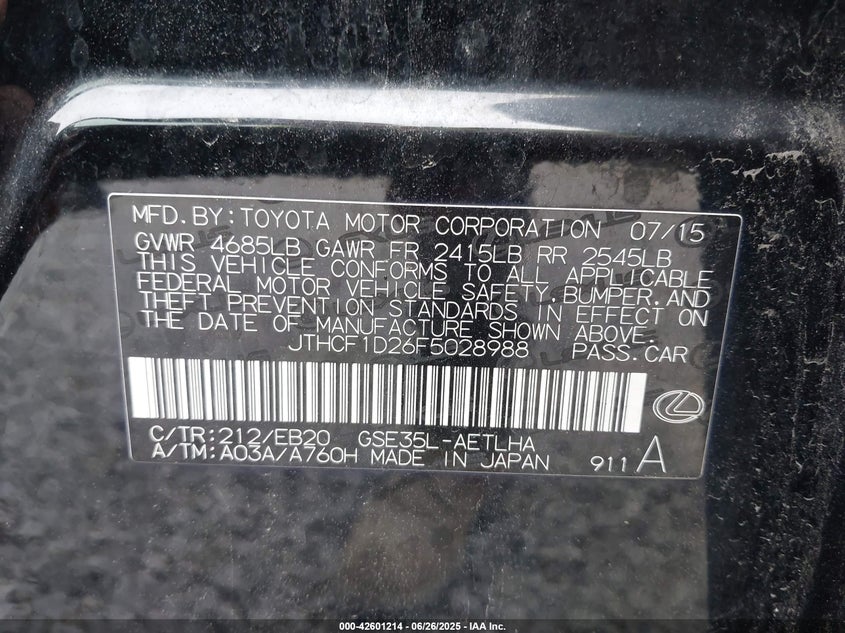 MFD.BY:TOYOTA MOTOR CORPORATION 07/15
GVWR 4685LB GAWR FR 2415LB RR 2545LB
THIS VEHICLE CONFORMS TO ALL APPLICABLE
FEDERAL MOTOR VEHICLE SAFETY,BUMPER,AND
THEFT PREVENTION STANDARDS IN EFFECT ON
THE DATE OF MANUFACTURE SHOWN ABOVE.
JTHCF1D26F5028988 PASS.CAR
C/TR:212/EB20 GSE35L-AETLHA
A/TM:A03A/A760H MADE IN JAPAN 911A
000-42601214 | 06/26/2025 - IAA Inc.